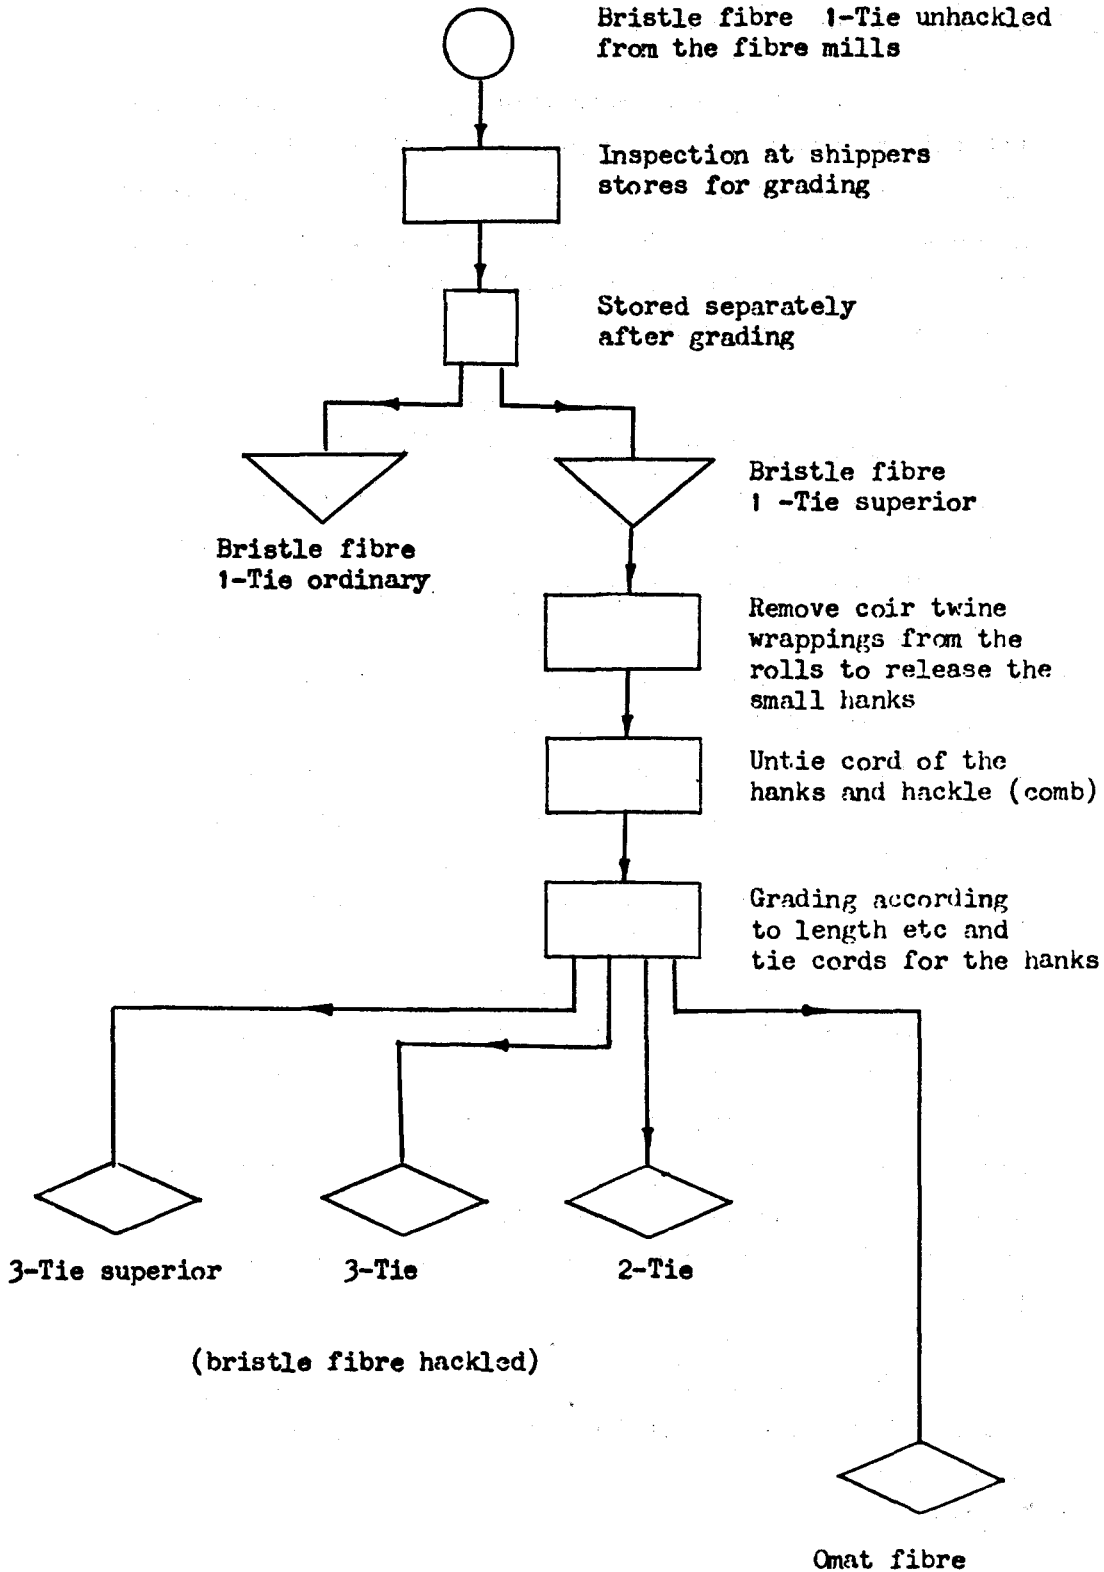 Bristle fibre 1-Tie unhackled
from the fibre mills
Inspection at shippers
stores for grading
Stored separately
after grading
Bristle fibre
1-Tie ordinary
Bristle fibre
1 -Tie superior
Remove coir twine
wrappings from the
rolls to release the
small hanks
Untie cord of the
hanks and hackle (comb)
Grading according
to length etc and
tie cords for the hanks
3-Tie superior
3-Tie
2-Tie
(bristle fibre hackled)
Omat fibre